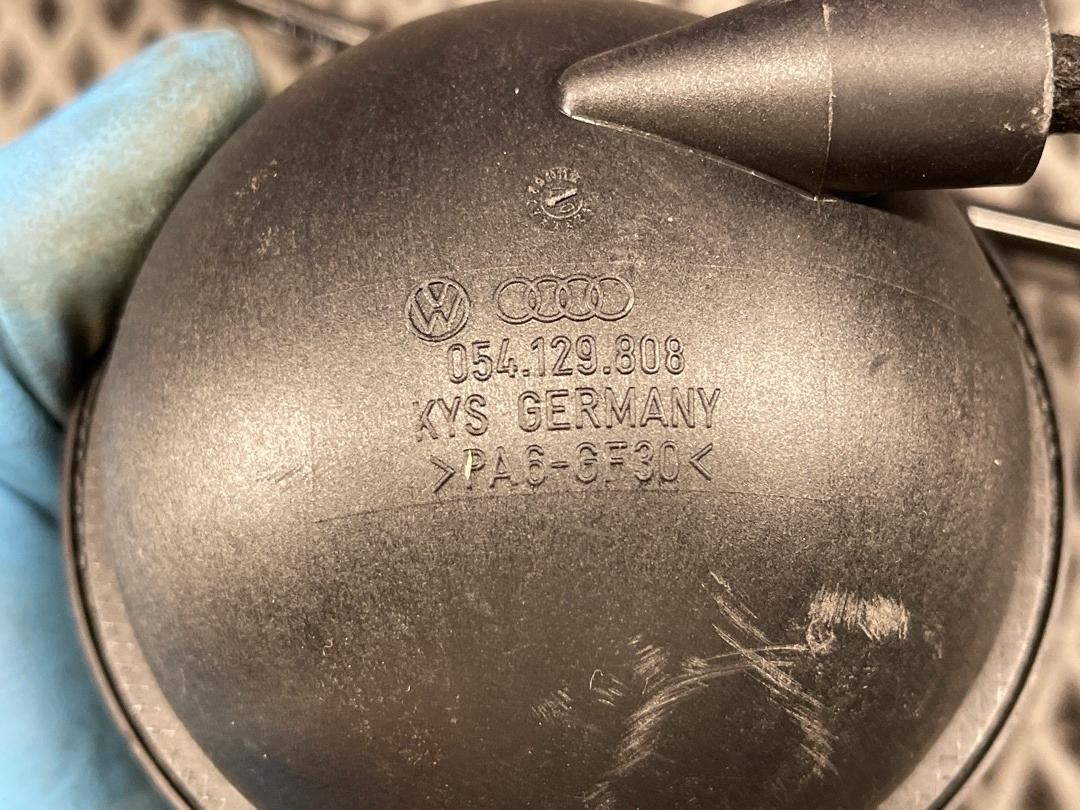 054.129.808
KYS GERMANY
>PA6-GF30<